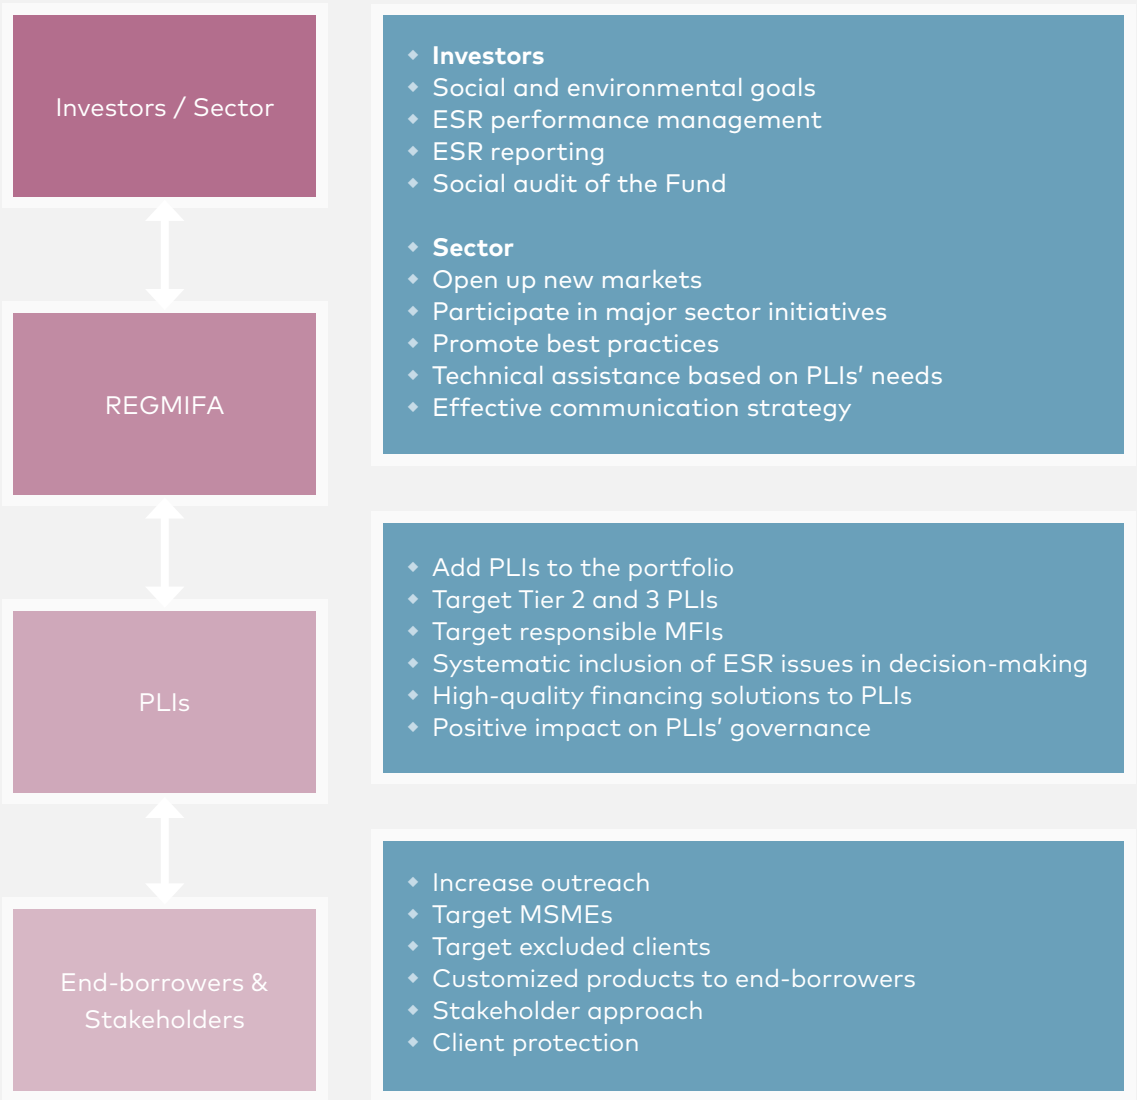 Investors / Sector
REGMIFA
PLIs
End-borrowers &
Stakeholders
Investors
Social and environmental goals
ESR performance management
ESR reporting
Social audit of the Fund
Sector
Open up new markets
Participate in major sector initiatives
Promote best practices
Technical assistance based on PLIs’ needs
Effective communication strategy
Add PLIs to the portfolio
Target Tier 2 and 3 PLIs
Target responsible MFIs
Systematic inclusion of ESR issues in decision-making
High-quality financing solutions to PLIs
Positive impact on PLIs’ governance
Increase outreach
Target MSMEs
Target excluded clients
Customized products to end-borrowers
Stakeholder approach
Client protection